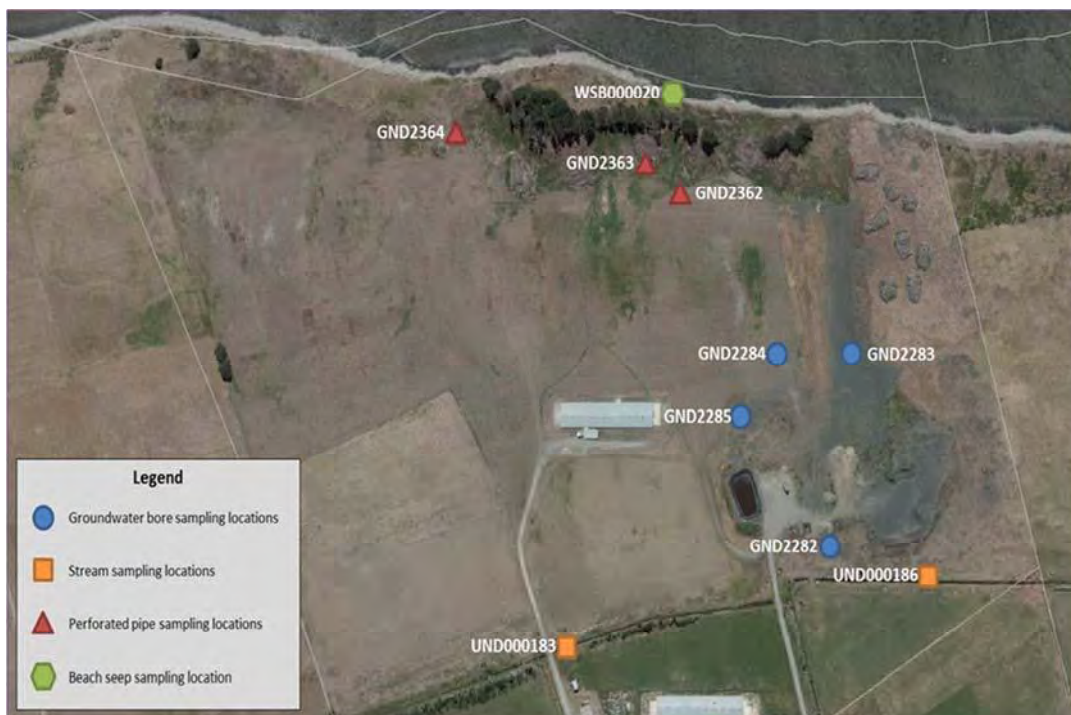 WSB000020
GND2364
GND2363
GND2362
GND2284
GND2283
GND2285
GND2282
UND000186
UND000183
Legend
Groundwater bore sampling locations
Stream sampling locations
Perforated pipe sampling locations
Beach seep sampling location